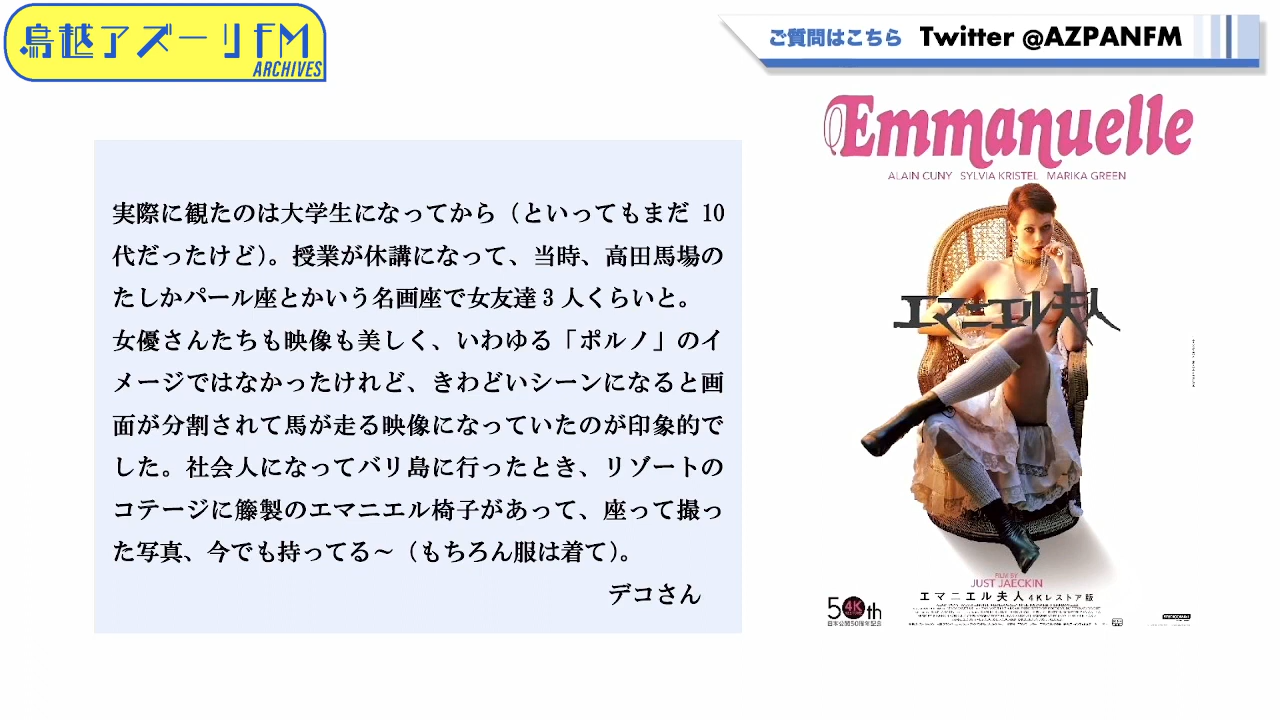 鳥越アズーリFM
ARCHIVES
ご質問はこちら Twitter @AZPANFM
実際に観たのは大学生になってから（といってもまだ 10
代だったけど）。授業が休講になって、当時、高田馬場の
たしかパール座とかいう名画座で女友達 3 人くらいと。
女優さんたちも映像も美しく、いわゆる「ポルノ」のイ
メージではなかったけれど、きわどいシーンになると画
面が分割されて馬が走る映像になっていたのが印象的で
した。社会人になってバリ島に行ったとき、リゾートの
コテージに籐製のエマニエル椅子があって、座って撮っ
た写真、今でも持ってる～（もちろん服は着て）。
デコさん
Emmanuelle
ALAIN CUNY SYLVIA KRISTEL MARIKA GREEN
エマニエル夫人
FILM BY
JUST JAECKIN
エマニエル夫人 4Kレストア版
50th 4K
日本公開50周年記念